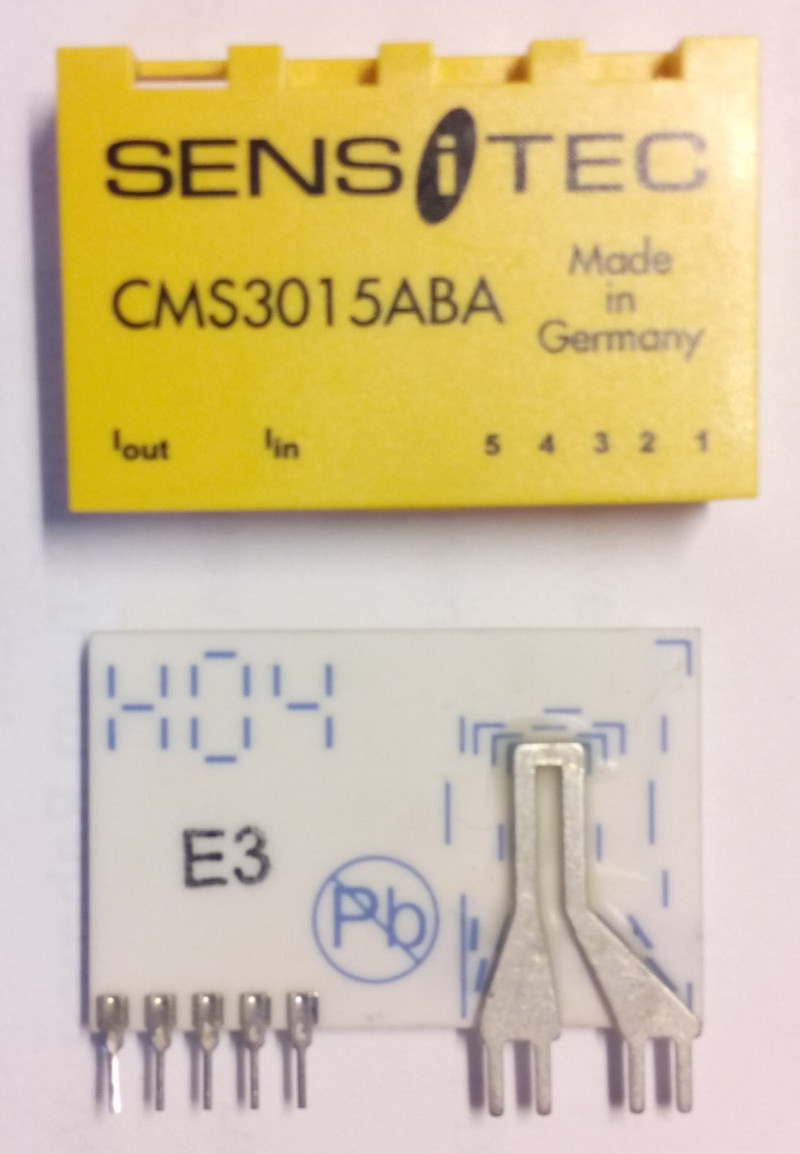 SENSiTEC
CMS3015ABA
Made
in
Germany
Iout Iin 5 4 3 2 1
H04
E3
Pb